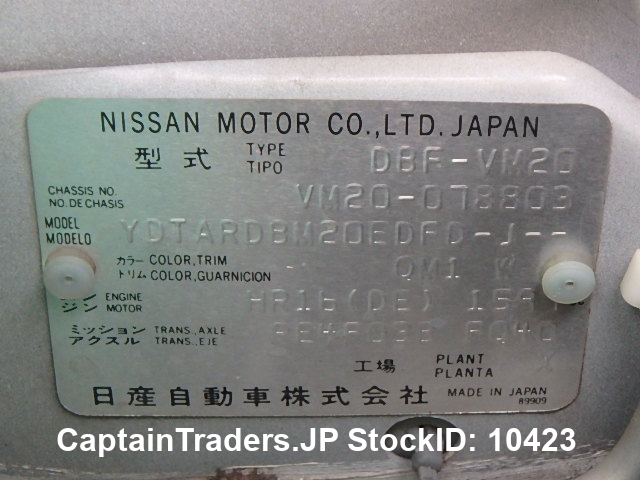 NISSAN MOTOR CO.,LTD. JAPAN
型式 TYPE TIPO DBF-VM20
CHASSIS NO. NO. DE CHASIS VM20-078803
MODEL MODELO YDTARDBM20EDFD-J--
カラー COLOR, TRIM
トリム COLOR, GUARNICION QM1 W
ジン ENGINE MOTOR HR16(DE)
ミッション TRANS., AXLE
アクスル TRANS., EJE
工場 PLANT PLANTA
日産自動車株式会社 MADE IN JAPAN
89909
CaptainTraders.JP StockID: 10423